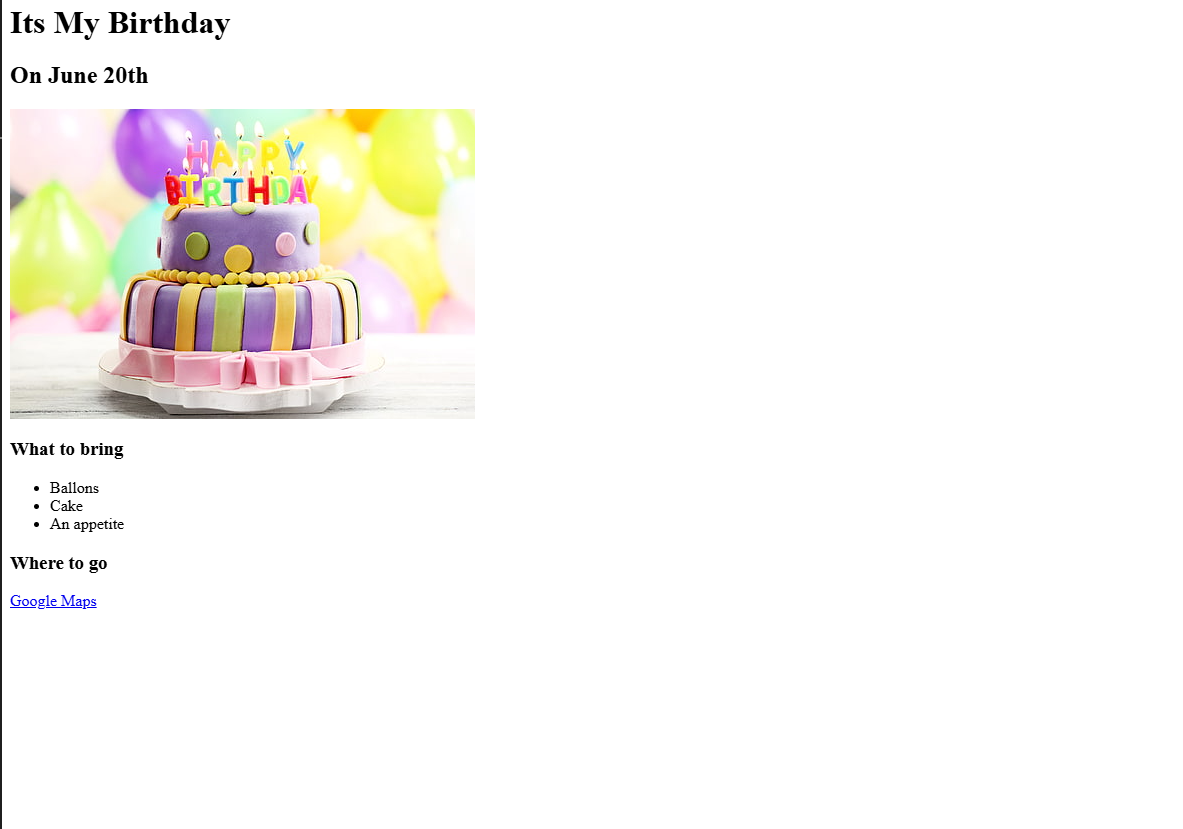 Its My Birthday
On June 20th
HAPPY
BIRTHDAY
What to bring
Ballons
Cake
An appetite
Where to go
Google Maps